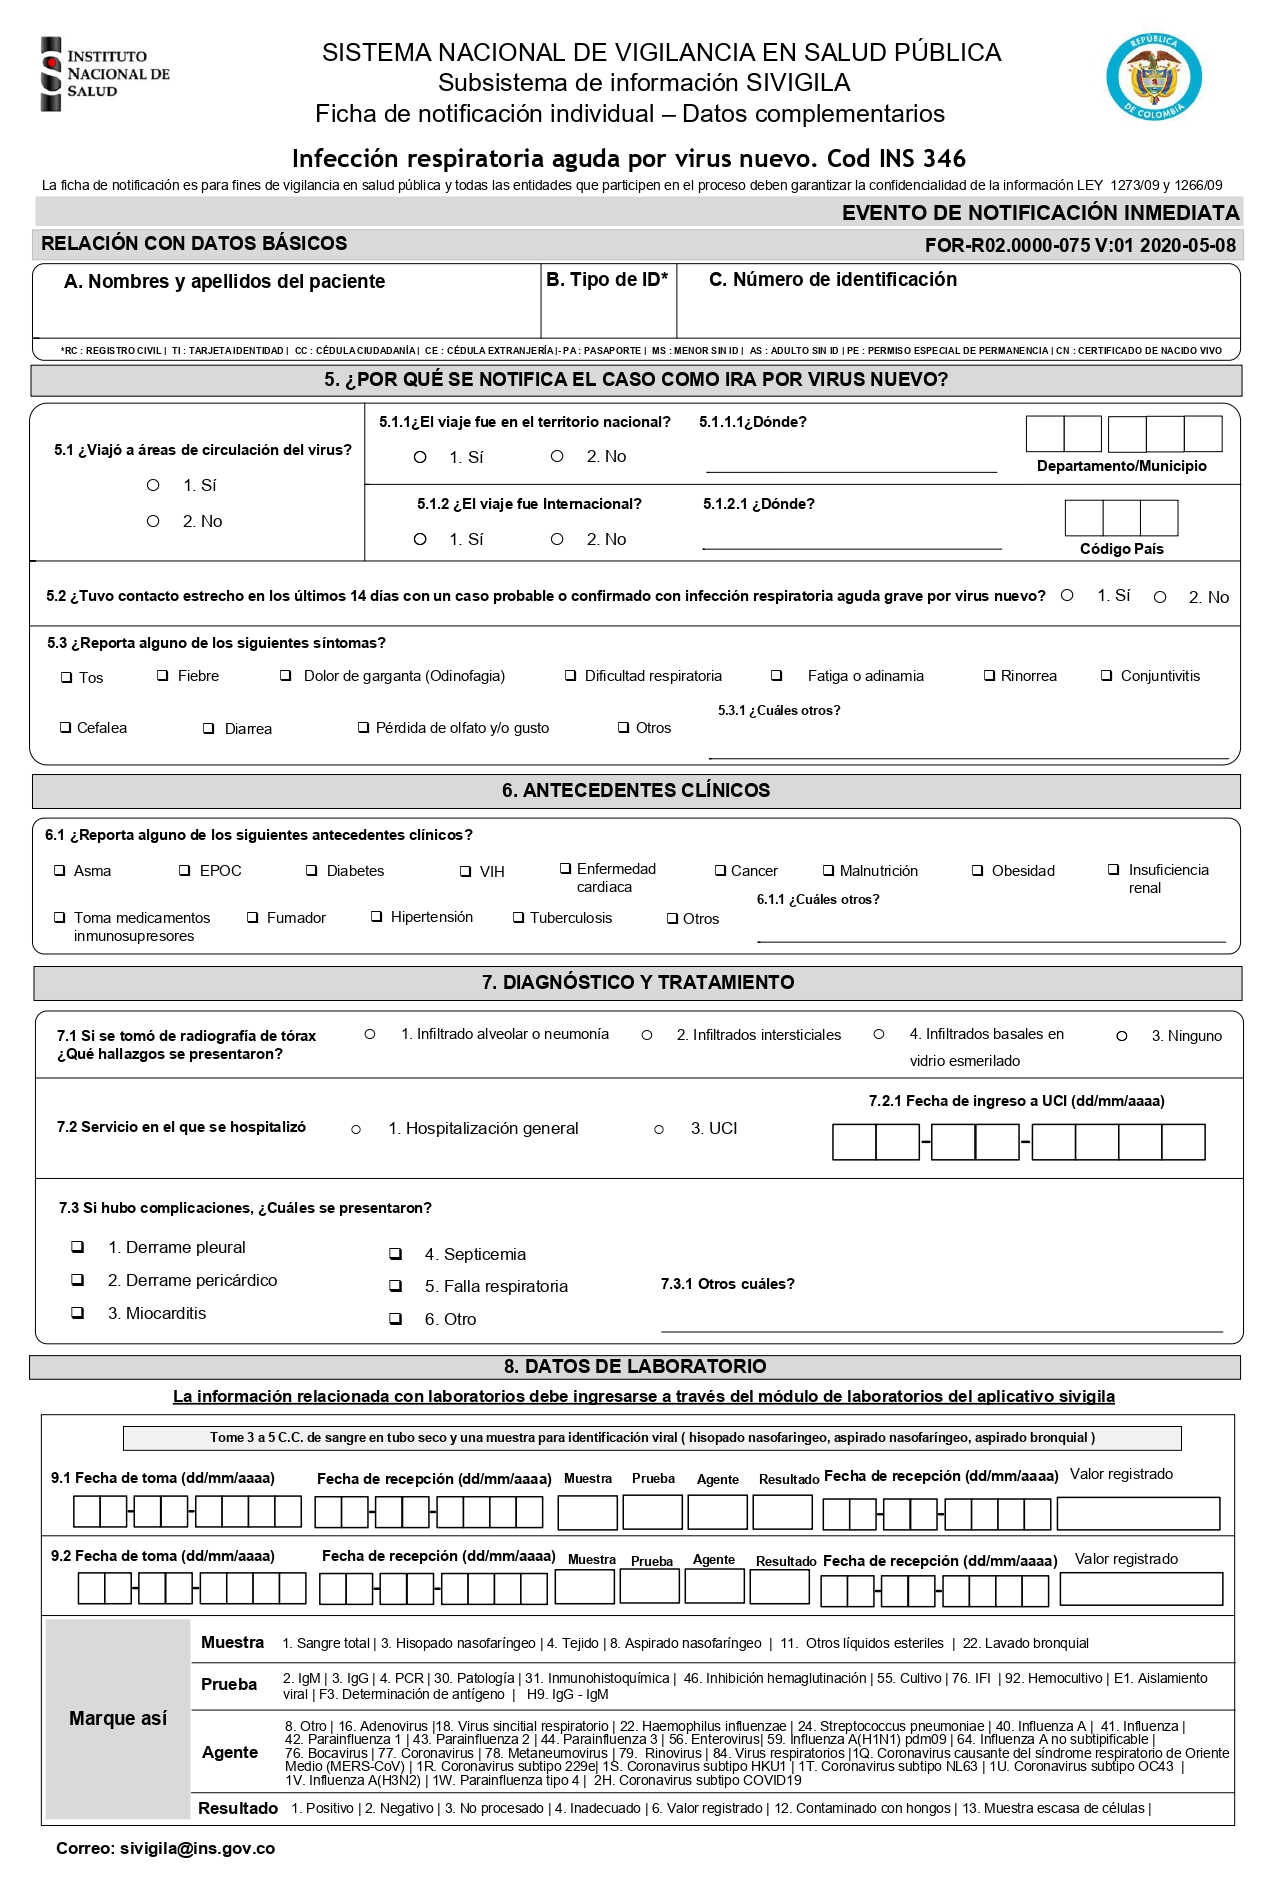 INSTITUTO
NACIONAL DE
SALUD
SISTEMA NACIONAL DE VIGILANCIA EN SALUD PÚBLICA
Subsistema de información SIVIGILA
Ficha de notificación individual – Datos complementarios
REPÚBLICA
DE COLOMBIA
Infección respiratoria aguda por virus nuevo. Cod INS 346
La ficha de notificación es para fines de vigilancia en salud pública y todas las entidades que participen en el proceso deben garantizar la confidencialidad de la información LEY 1273/09 y 1266/09
EVENTO DE NOTIFICACIÓN INMEDIATA
RELACIÓN CON DATOS BÁSICOS FOR-R02.0000-075 V:01 2020-05-08
A. Nombres y apellidos del paciente B. Tipo de ID* C. Número de identificación
*RC : REGISTRO CIVIL | TI : TARJETA IDENTIDAD | CC : CÉDULA CIUDADANÍA | CE : CÉDULA EXTRANJERÍA |- PA : PASAPORTE | MS : MENOR SIN ID | AS : ADULTO SIN ID | PE : PERMISO ESPECIAL DE PERMANENCIA | CN : CERTIFICADO DE NACIDO VIVO
5. ¿POR QUÉ SE NOTIFICA EL CASO COMO IRA POR VIRUS NUEVO?
5.1 ¿Viajó a áreas de circulación del virus?
1. Sí
2. No
5.1.1¿El viaje fue en el territorio nacional? 5.1.1.1¿Dónde?
1. Sí 2. No
Departamento/Municipio
5.1.2 ¿El viaje fue Internacional? 5.1.2.1 ¿Dónde?
1. Sí 2. No
Código País
5.2 ¿Tuvo contacto estrecho en los últimos 14 días con un caso probable o confirmado con infección respiratoria aguda grave por virus nuevo? 1. Sí 2. No
5.3 ¿Reporta alguno de los siguientes síntomas?
Tos Fiebre Dolor de garganta (Odinofagia) Dificultad respiratoria Fatiga o adinamia Rinorrea Conjuntivitis
5.3.1 ¿Cuáles otros?
Cefalea Diarrea Pérdida de olfato y/o gusto Otros
6. ANTECEDENTES CLÍNICOS
6.1 ¿Reporta alguno de los siguientes antecedentes clínicos?
Asma EPOC Diabetes VIH Enfermedad cardiaca Cancer Malnutrición Obesidad Insuficiencia renal
6.1.1 ¿Cuáles otros?
Toma medicamentos inmunosupresores Fumador Hipertensión Tuberculosis Otros
7. DIAGNÓSTICO Y TRATAMIENTO
7.1 Si se tomó de radiografía de tórax
¿Qué hallazgos se presentaron?
1. Infiltrado alveolar o neumonía 2. Infiltrados intersticiales 4. Infiltrados basales en vidrio esmerilado 3. Ninguno
7.2.1 Fecha de ingreso a UCI (dd/mm/aaaa)
7.2 Servicio en el que se hospitalizó 1. Hospitalización general 3. UCI
7.3 Si hubo complicaciones, ¿Cuáles se presentaron?
1. Derrame pleural
2. Derrame pericárdico
3. Miocarditis
4. Septicemia
5. Falla respiratoria
6. Otro
7.3.1 Otros cuáles?
8. DATOS DE LABORATORIO
La información relacionada con laboratorios debe ingresarse a través del módulo de laboratorios del aplicativo sivigila
Tome 3 a 5 C.C. de sangre en tubo seco y una muestra para identificación viral ( hisopado nasofaringeo, aspirado nasofaríngeo, aspirado bronquial )
9.1 Fecha de toma (dd/mm/aaaa) Fecha de recepción (dd/mm/aaaa) Muestra Prueba Agente Resultado Fecha de recepción (dd/mm/aaaa) Valor registrado
9.2 Fecha de toma (dd/mm/aaaa) Fecha de recepción (dd/mm/aaaa) Muestra Prueba Agente Resultado Fecha de recepción (dd/mm/aaaa) Valor registrado
Marque así
Muestra 1. Sangre total | 3. Hisopado nasofaríngeo | 4. Tejido | 8. Aspirado nasofaríngeo | 11. Otros líquidos esteriles | 22. Lavado bronquial
Prueba 2. IgM | 3. IgG | 4. PCR | 30. Patología | 31. Inmunohistoquímica | 46. Inhibición hemaglutinación | 55. Cultivo | 76. IFI | 92. Hemocultivo | E1. Aislamiento
viral | F3. Determinación de antígeno | H9. IgG - IgM
Agente 8. Otro | 16. Adenovirus |18. Virus sincitial respiratorio | 22. Haemophilus influenzae | 24. Streptococcus pneumoniae | 40. Influenza A | 41. Influenza |
42. Parainfluenza 1 | 43. Parainfluenza 2 | 44. Parainfluenza 3 | 56. Enterovirus| 59. Influenza A(H1N1) pdm09 | 64. Influenza A no subtipificable |
76. Bocavirus | 77. Coronavirus | 78. Metaneumovirus | 79. Rinovirus | 84. Virus respiratorios |1Q. Coronavirus causante del síndrome respiratorio de Oriente
Medio (MERS-CoV) | 1R. Coronavirus subtipo 229e| 1S. Coronavirus subtipo HKU1 | 1T. Coronavirus subtipo NL63 | 1U. Coronavirus subtipo OC43 |
1V. Influenza A(H3N2) | 1W. Parainfluenza tipo 4 | 2H. Coronavirus subtipo COVID19
Resultado 1. Positivo | 2. Negativo | 3. No procesado | 4. Inadecuado | 6. Valor registrado | 12. Contaminado con hongos | 13. Muestra escasa de células |
Correo: sivigila@ins.gov.co